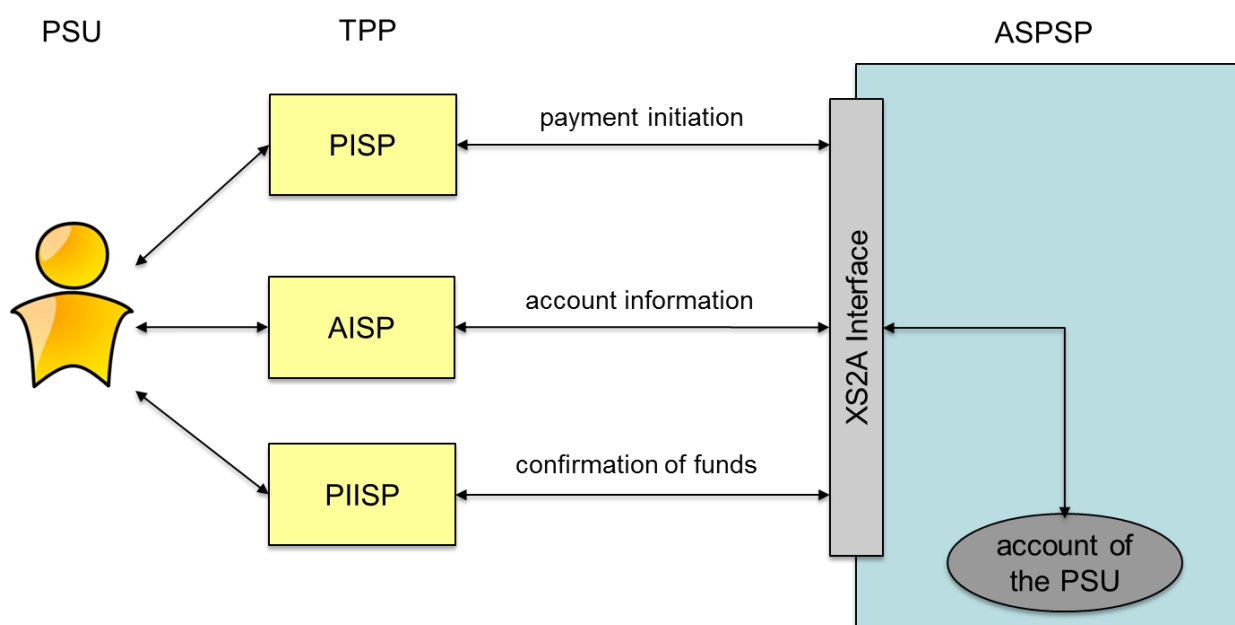 PSU
TPP
ASPSP
PISP
payment initiation
AISP
account information
XS2A Interface
PIISP
confirmation of funds
account of
the PSU